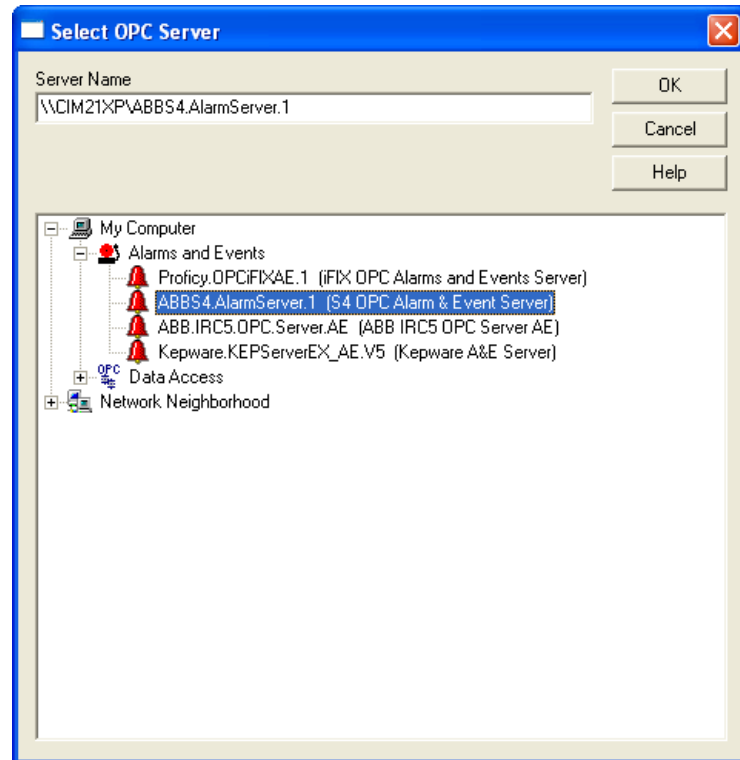 Select OPC Server
Server Name
OK
\\CIM21XP\ABBS4.AlarmServer.1
Cancel
Help
My Computer
Alarms and Events
Proficy.OPCiFIXAE.1 (iFIX OPC Alarms and Events Server)
ABBS4.AlarmServer.1 (S4 OPC Alarm & Event Server)
ABB.IRC5.OPC.Server.AE (ABB IRC5 OPC Server AE)
Kepware.KEPServerEX_AE.V5 (Kepware A&E Server)
OPC Data Access
Network Neighborhood